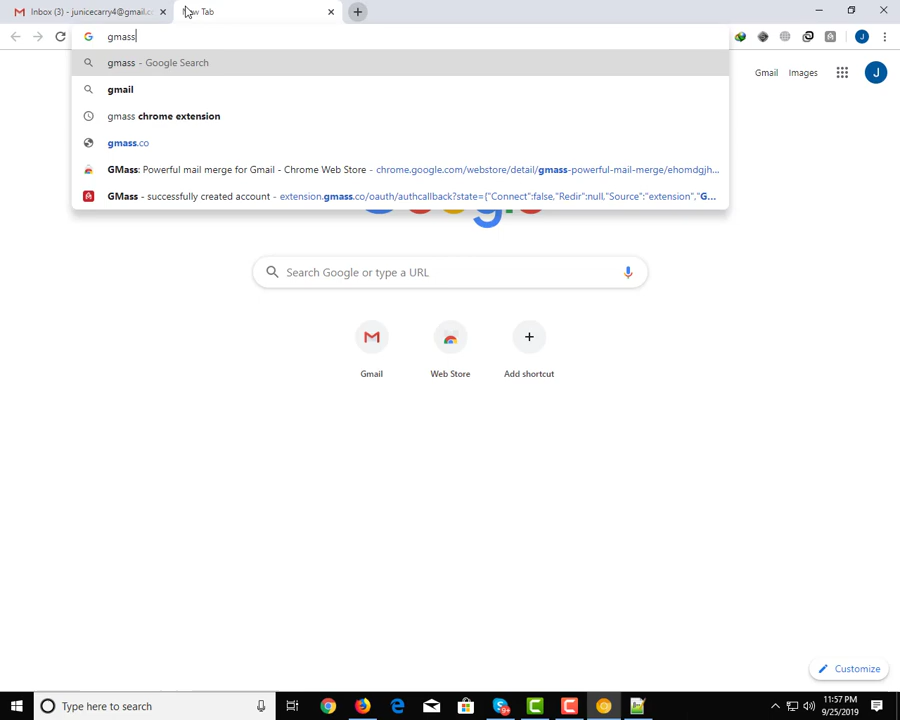 Inbox (3) - junicecarry4@gmail.co
New Tab
gmass
Gmail
Images
J
J
gmass - Google Search
gmail
gmass chrome extension
gmass.co
GMass: Powerful mail merge for Gmail - Chrome Web Store - chrome.google.com/webstore/detail/gmass-powerful-mail-merge/ehomdgjh...
GMass - successfully created account - extension.gmass.co/oauth/authcallback?state={"Connect":false,"Redir":null,"Source":"extension","G...
Search Google or type a URL
Gmail
Web Store
Add shortcut
Customize
Type here to search
11:57 PM
9/25/2019